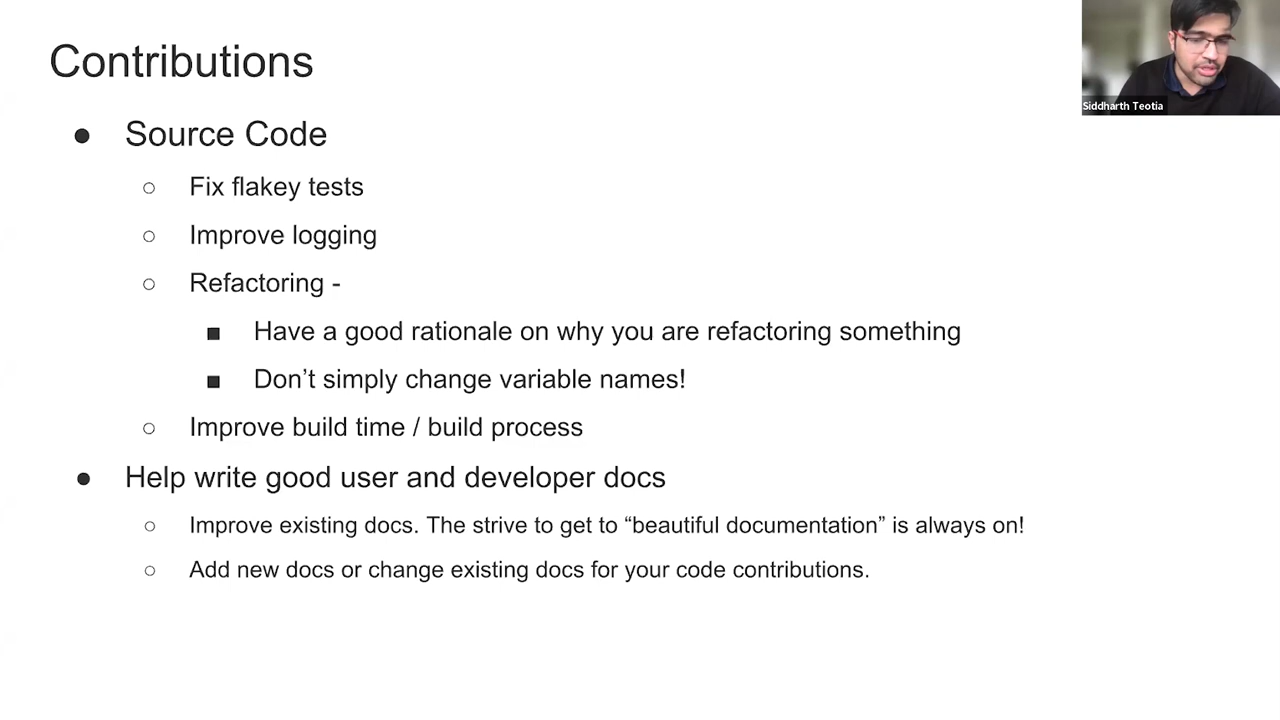 Contributions
Siddharth Teotia
● Source Code
○ Fix flakey tests
○ Improve logging
○ Refactoring -
■ Have a good rationale on why you are refactoring something
■ Don’t simply change variable names!
○ Improve build time / build process
● Help write good user and developer docs
○ Improve existing docs. The strive to get to “beautiful documentation” is always on!
○ Add new docs or change existing docs for your code contributions.